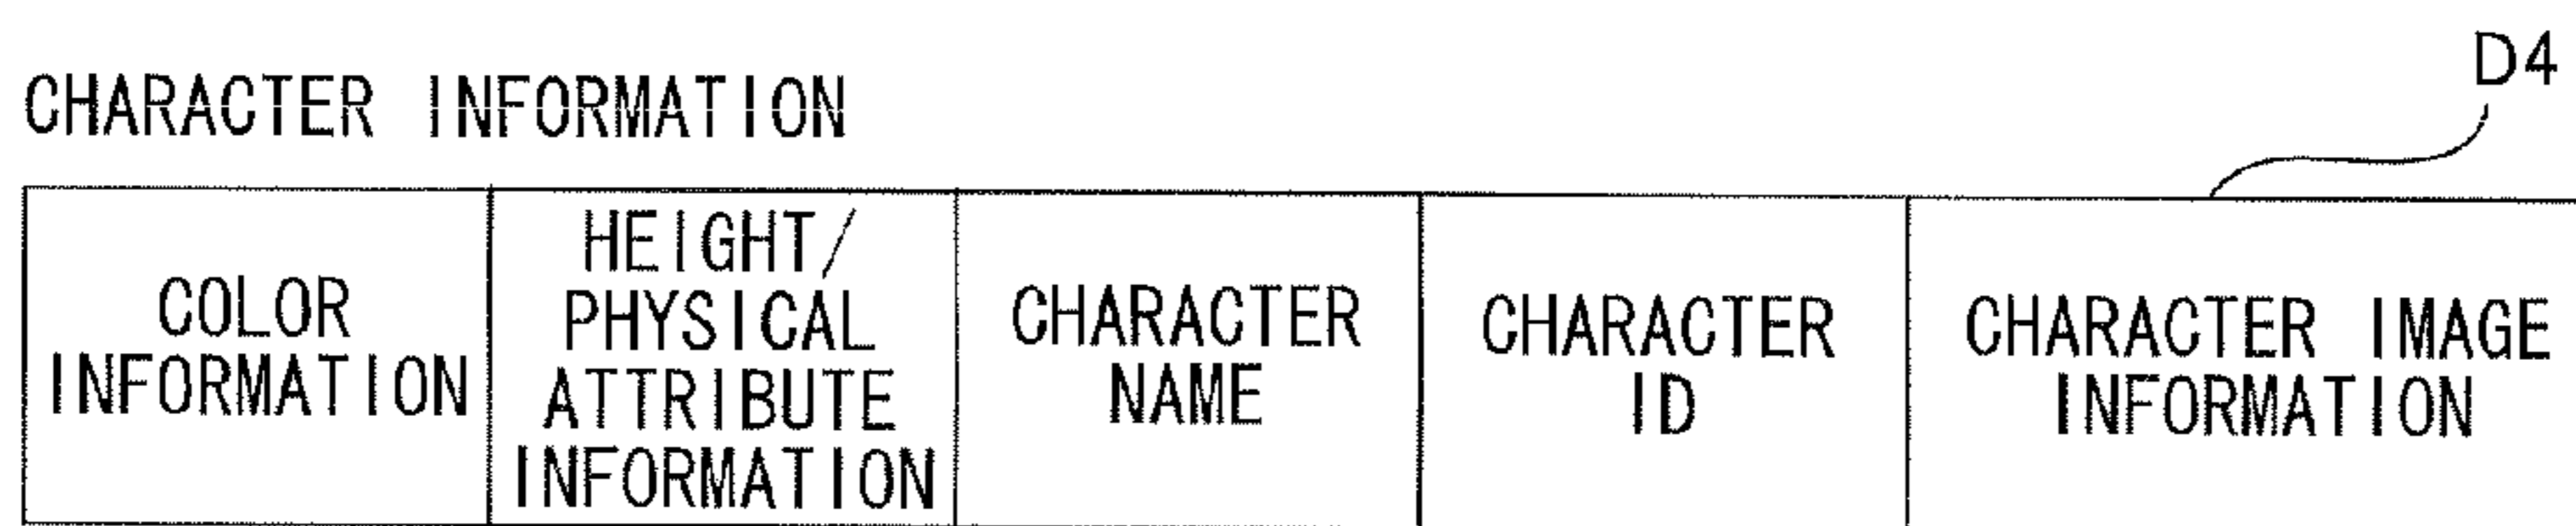 D4
CHARACTER INFORMATION
COLOR
INFORMATION
HEIGHT/
PHYSICAL
ATTRIBUTE
INFORMATION
CHARACTER
NAME
CHARACTER
ID
CHARACTER IMAGE
INFORMATION